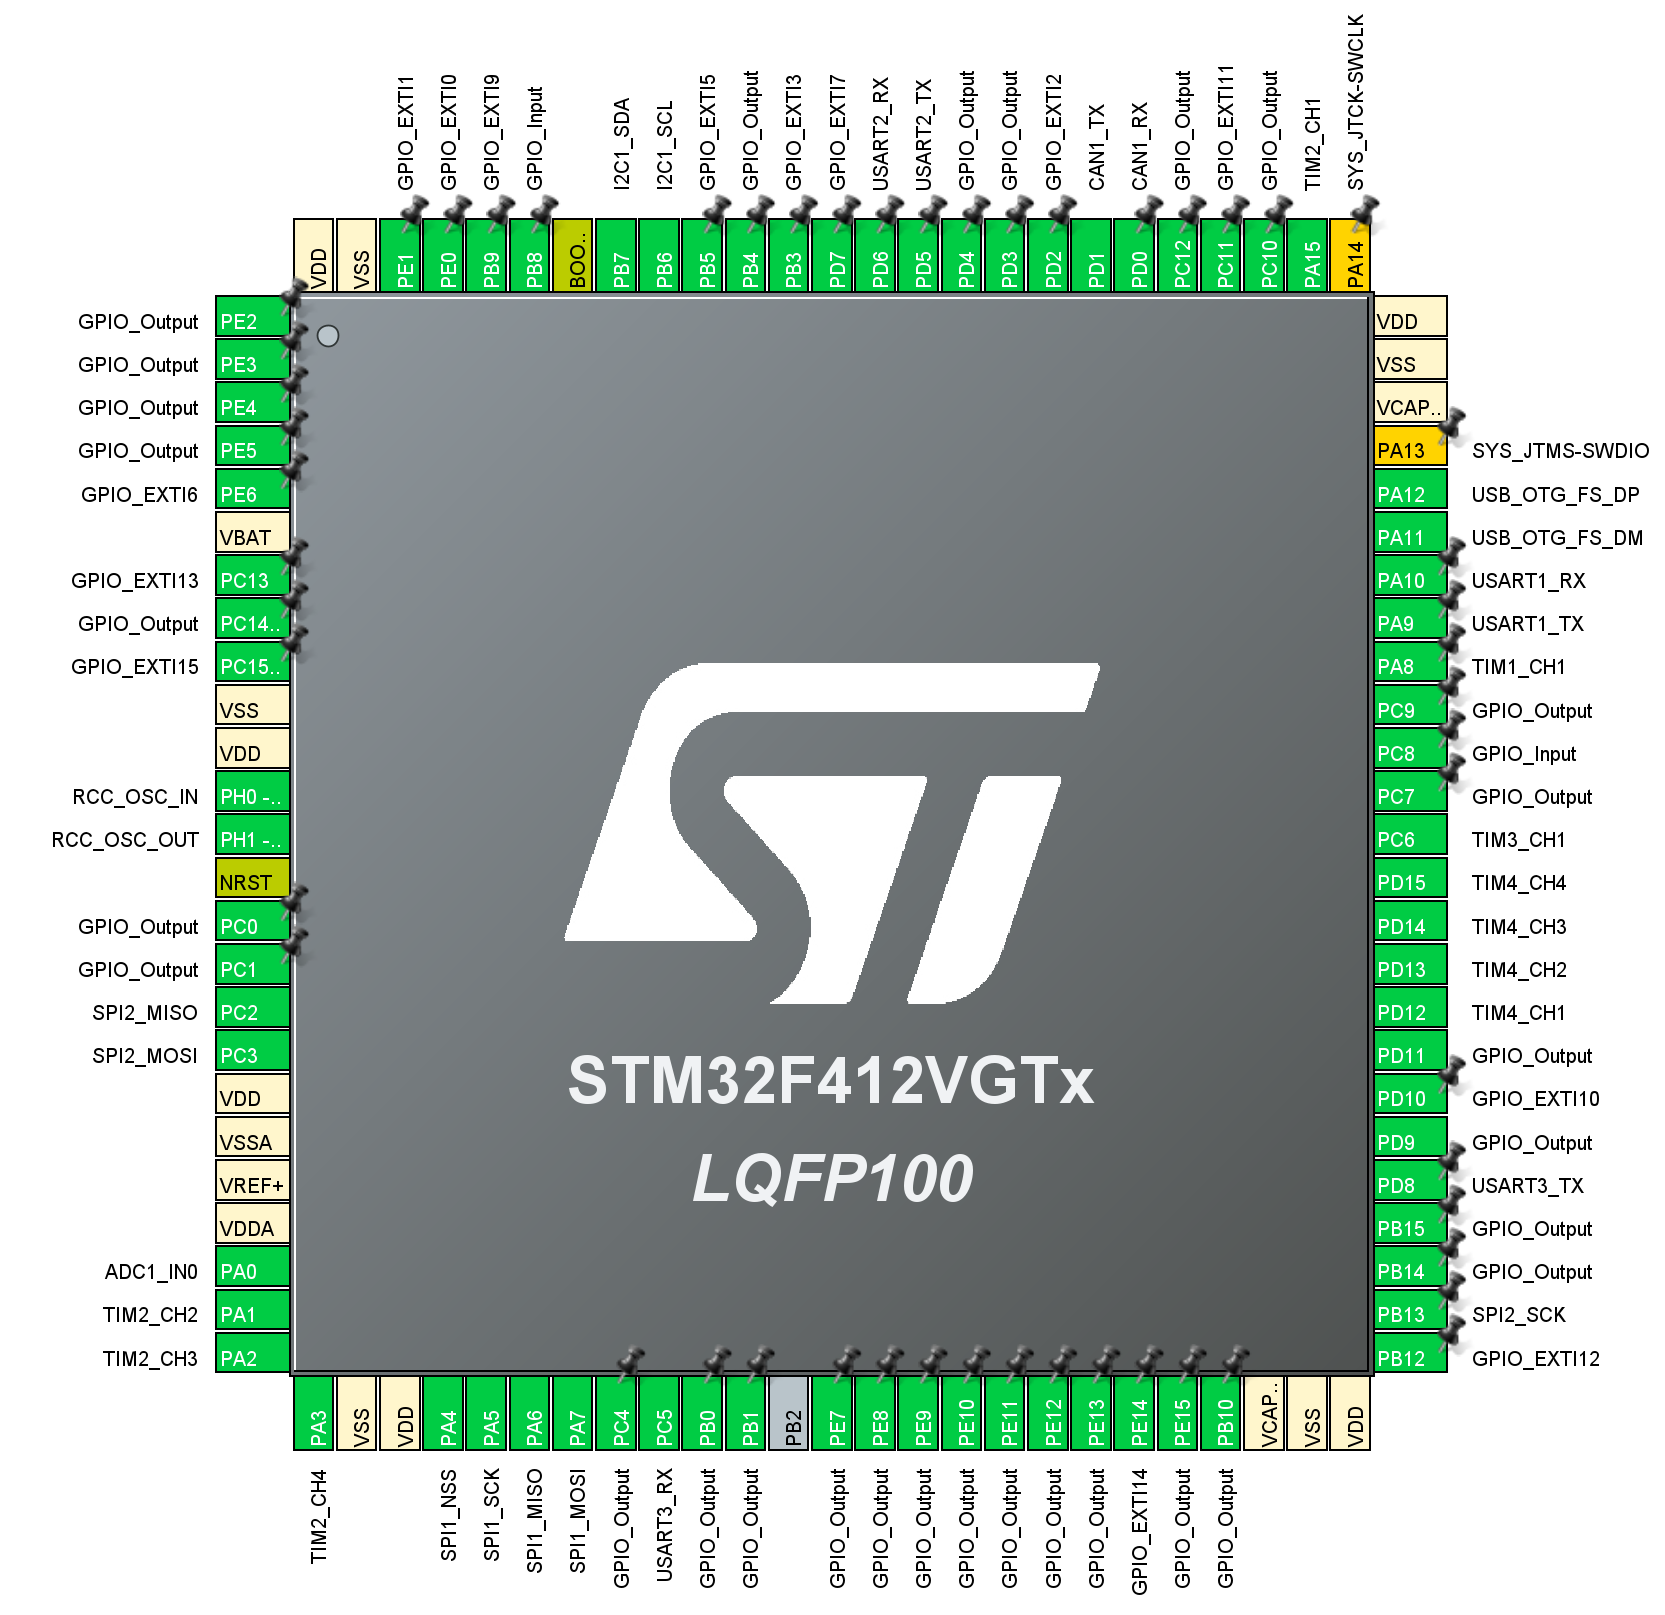 GPIO_EXTI1
GPIO_EXTI0
GPIO_EXTI9
GPIO_Input
I2C1_SDA
I2C1_SCL
GPIO_EXTI5
GPIO_Output
GPIO_EXTI3
GPIO_EXTI7
USART2_RX
USART2_TX
GPIO_Output
GPIO_Output
GPIO_EXTI2
CAN1_TX
CAN1_RX
GPIO_Output
GPIO_EXTI11
GPIO_Output
TIM2_CH1
SYS_JTCK-SWCLK
VDD
VSS
PE1
PE0
PB9
PB8
BOO..
PB7
PB6
PB5
PB4
PB3
PD7
PD6
PD5
PD4
PD3
PD2
PD1
PD0
PC12
PC11
PC10
PA15
PA14
GPIO_Output PE2
GPIO_Output PE3
GPIO_Output PE4
GPIO_Output PE5
GPIO_EXTI6 PE6
VBAT
GPIO_EXTI13 PC13
GPIO_Output PC14..
GPIO_EXTI15 PC15..
VSS
VDD
RCC_OSC_IN PH0 -..
RCC_OSC_OUT PH1 -..
NRST
GPIO_Output PC0
GPIO_Output PC1
SPI2_MISO PC2
SPI2_MOSI PC3
VDD
VSSA
VREF+
VDDA
ADC1_IN0 PA0
TIM2_CH2 PA1
TIM2_CH3 PA2
ST
STM32F412VGTx
LQFP100
VDD
VSS
VCAP..
PA13 SYS_JTMS-SWDIO
PA12 USB_OTG_FS_DP
PA11 USB_OTG_FS_DM
PA10 USART1_RX
PA9 USART1_TX
PA8 TIM1_CH1
PC9 GPIO_Output
PC8 GPIO_Input
PC7 GPIO_Output
PC6 TIM3_CH1
PD15 TIM4_CH4
PD14 TIM4_CH3
PD13 TIM4_CH2
PD12 TIM4_CH1
PD11 GPIO_Output
PD10 GPIO_EXTI10
PD9 GPIO_Output
PD8 USART3_TX
PB15 GPIO_Output
PB14 GPIO_Output
PB13 SPI2_SCK
PB12 GPIO_EXTI12
PA3
VSS
VDD
PA4
PA5
PA6
PA7
PC4
PC5
PB0
PB1
PB2
PE7
PE8
PE9
PE10
PE11
PE12
PE13
PE14
PE15
PB10
VCAP..
VSS
VDD
TIM2_CH4
SPI1_NSS
SPI1_SCK
SPI1_MISO
SPI1_MOSI
GPIO_Output
USART3_RX
GPIO_Output
GPIO_Output
GPIO_Output
GPIO_Output
GPIO_Output
GPIO_Output
GPIO_Output
GPIO_Output
GPIO_Output
GPIO_EXTI14
GPIO_Output
GPIO_Output